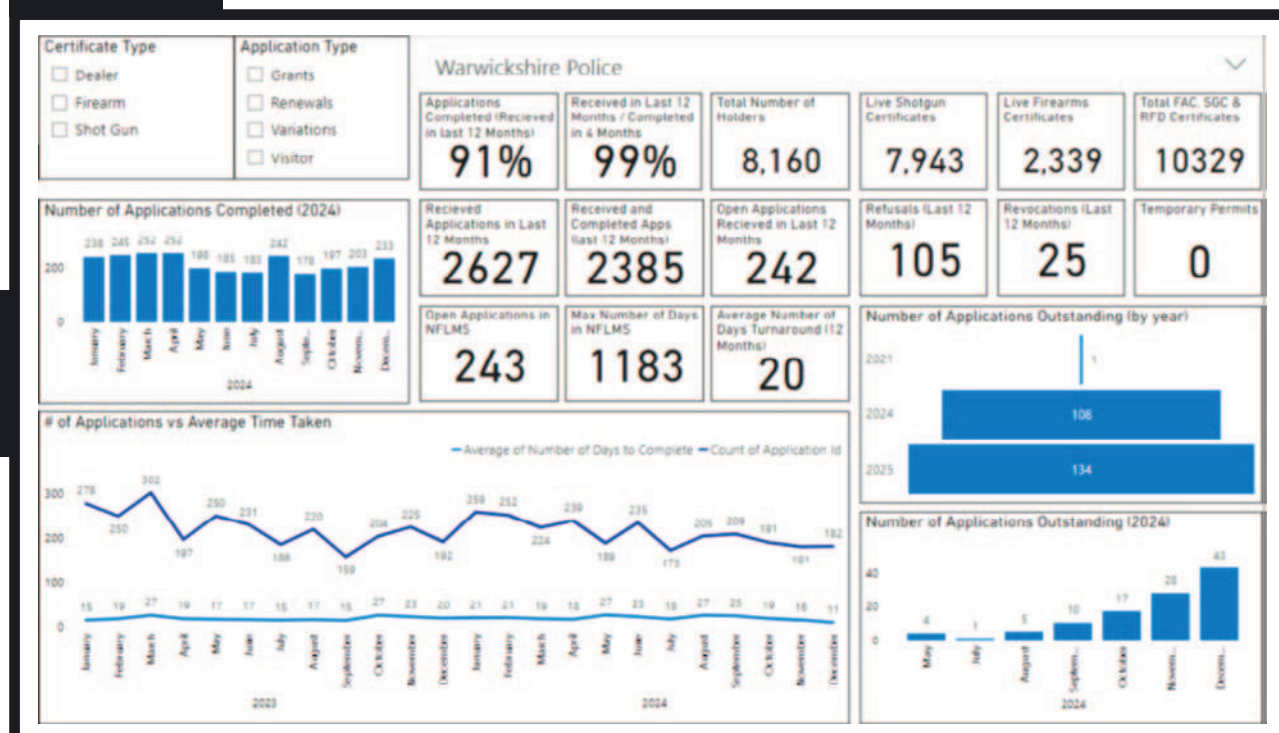 Certificate Type
Dealer
Firearm
Shot Gun
Application Type
Grants
Renewals
Variations
Visitor
Warwickshire Police
Applications
Completed (Recieved
in last 12 Months)
91%
Received in Last 12
Months / Completed
in 4 Months
99%
Total Number of
Holders
8,160
Live Shotgun
Certificates
7,943
Live Firearms
Certificates
2,339
Total FAC, SGC &
RFD Certificates
10329
Number of Applications Completed (2024)
238 245 252 252 198 185 183 242 178 197 203 233
200
0
January February March April May June July August Septe... October Novem... Decem...
2024
Recieved
Applications in Last
12 Months
2627
Received and
Completed Apps
(last 12 Months)
2385
Open Applications
Recieved in Last 12
Months
242
Refusals (Last 12
Months)
105
Revocations (Last
12 Months)
25
Temporary Permits
0
Open Applications in
NFLMS
243
Max Number of Days
in NFLMS
1183
Average Number of
Days Turnaround (12
Months)
20
Number of Applications Outstanding (by year)
2021 1
2024 108
2025 134
# of Applications vs Average Time Taken
Average of Number of Days to Complete Count of Application Id
300
200
100
0
278 250 302 197 250 231 186 220 159 204 225 192 259 252 224 239 189 235 173 205 209 191 181 182
15 19 27 19 17 17 15 17 15 27 23 20 21 21 19 18 27 23 18 27 25 19 16 11
January February March April May June July August September October November December January February March April May June July August September October November December
2023 2024
Number of Applications Outstanding (2024)
40
20
0
4 1 5 10 17 28 43
May July August Septem... October Novem... Decem...
2024